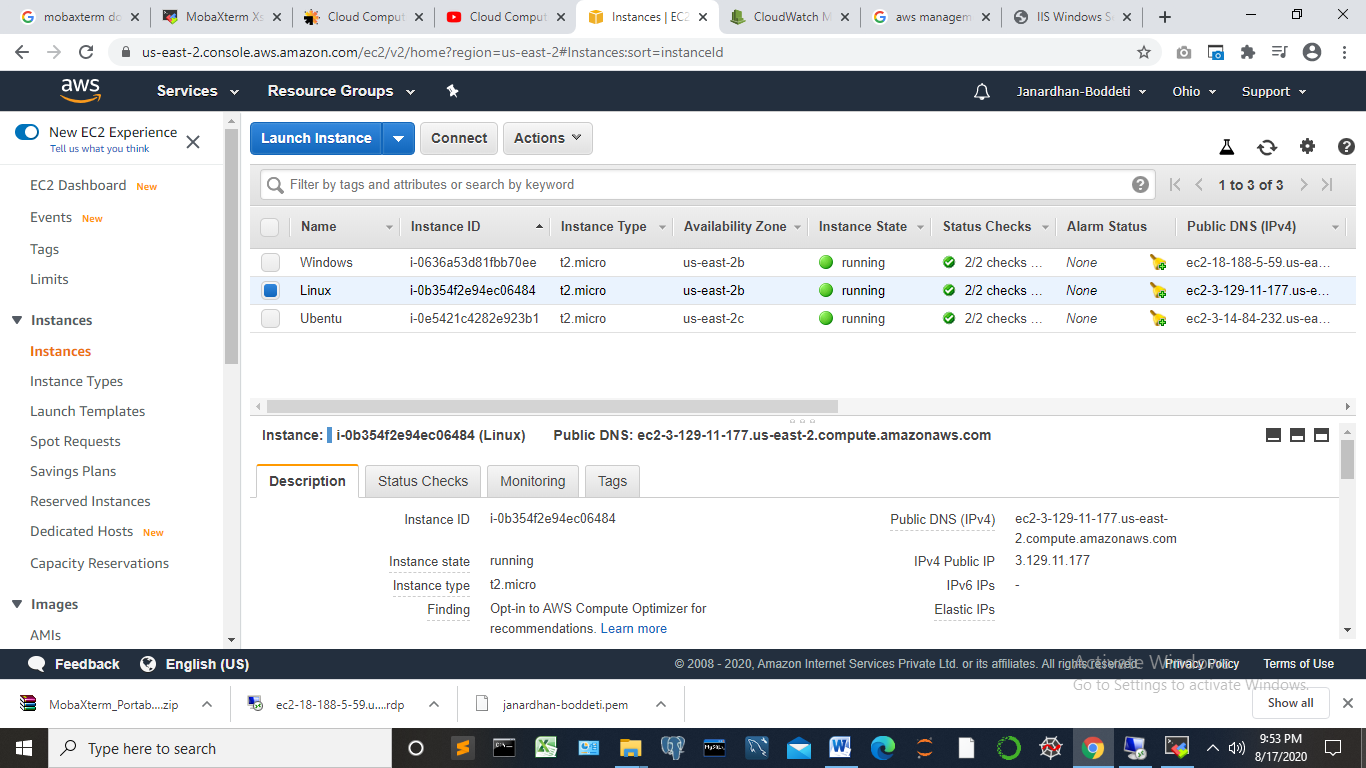 mobaxterm do
MobaXterm Xs
Cloud Comput
Cloud Comput
Instances | EC2
CloudWatch M
aws managem
IIS Windows S
us-east-2.console.aws.amazon.com/ec2/v2/home?region=us-east-2#Instances:sort=instanceId
aws Services Resource Groups Janardhan-Boddeti Ohio Support
New EC2 Experience
Tell us what you think
EC2 Dashboard New
Events New
Tags
Limits
Instances
Instances
Instance Types
Launch Templates
Spot Requests
Savings Plans
Reserved Instances
Dedicated Hosts New
Capacity Reservations
Images
AMIs
Launch Instance Connect Actions
Filter by tags and attributes or search by keyword
1 to 3 of 3
Name Instance ID Instance Type Availability Zone Instance State Status Checks Alarm Status Public DNS (IPv4)
Windows i-0636a53d81fbb70ee t2.micro us-east-2b running 2/2 checks ... None ec2-18-188-5-59.us-ea...
Linux i-0b354f2e94ec06484 t2.micro us-east-2b running 2/2 checks ... None ec2-3-129-11-177.us-e...
Ubentu i-0e5421c4282e923b1 t2.micro us-east-2c running 2/2 checks ... None ec2-3-14-84-232.us-ea...
Instance: i-0b354f2e94ec06484 (Linux) Public DNS: ec2-3-129-11-177.us-east-2.compute.amazonaws.com
Description Status Checks Monitoring Tags
Instance ID i-0b354f2e94ec06484
Instance state running
Instance type t2.micro
Finding Opt-in to AWS Compute Optimizer for
recommendations. Learn more
Public DNS (IPv4) ec2-3-129-11-177.us-east-
2.compute.amazonaws.com
IPv4 Public IP 3.129.11.177
IPv6 IPs -
Elastic IPs
Feedback English (US) © 2008 - 2020, Amazon Internet Services Private Ltd. or its affiliates. All rights reserved. Privacy Policy Terms of Use
Activate Windows
Go to Settings to activate Windows.
MobaXterm_Portab....zip
ec2-18-188-5-59.u....rdp
janardhan-boddeti.pem
Show all
Type here to search
9:53 PM
8/17/2020